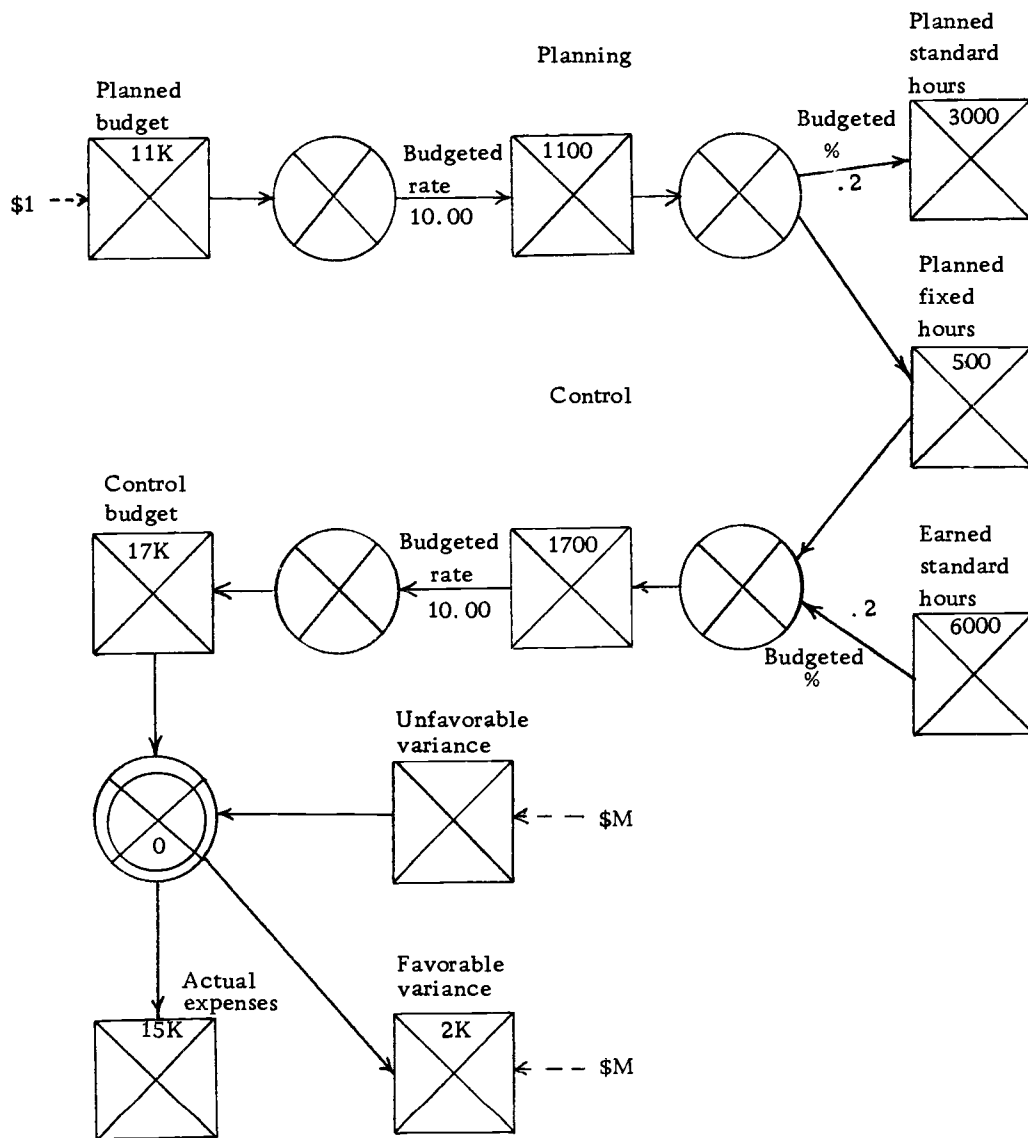 Planning
Planned
standard
hours
3000
Planned
budget
11K
$1
Budgeted
rate
10.00
1100
Budgeted
%
.2
Planned
fixed
hours
500
Control
Control
budget
17K
Budgeted
rate
10.00
1700
.2
Budgeted
%
Earned
standard
hours
6000
Unfavorable
variance
$M
0
Actual
expenses
15K
Favorable
variance
2K
$M